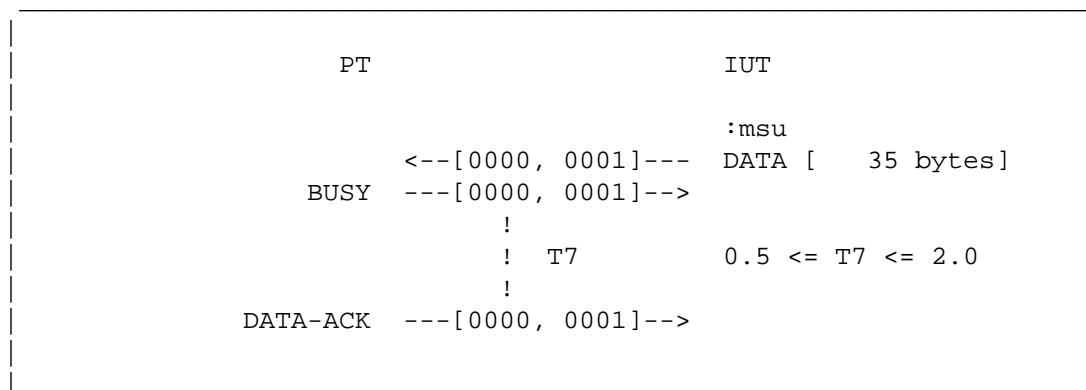 PT                    IUT
                      :msu
<--[0000, 0001]---  DATA [   35 bytes]
BUSY  ---[0000, 0001]-->
!
!  T7        0.5 <= T7 <= 2.0
!
DATA-ACK  ---[0000, 0001]-->